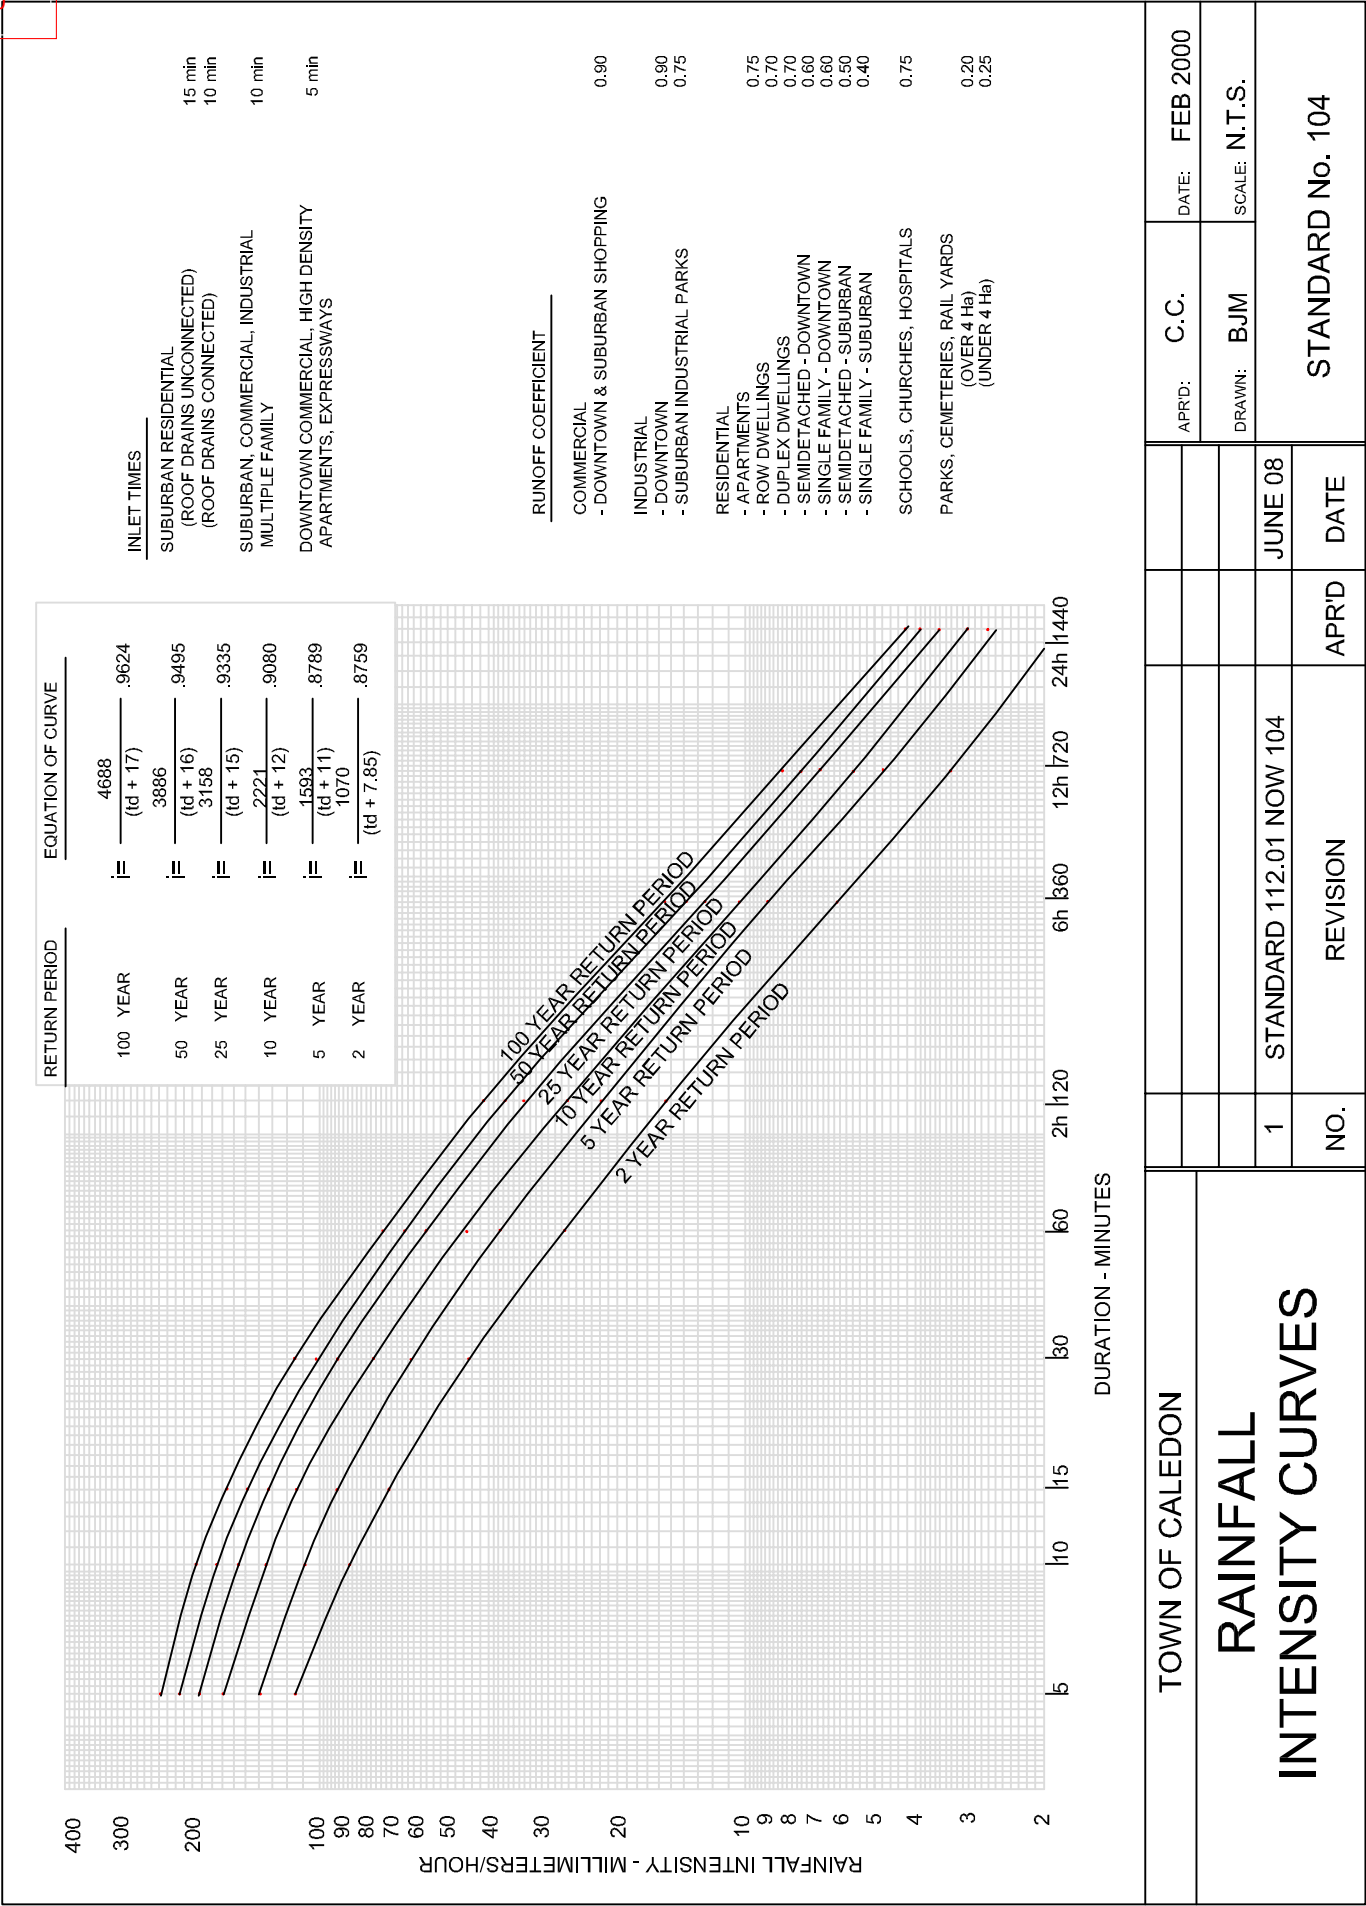 RETURN PERIOD EQUATION OF CURVE
100 YEAR i= 4688 (td + 17) .9624
50 YEAR i= 3886 (td + 16) .9495
25 YEAR i= 3158 (td + 15) .9335
10 YEAR i= 2221 (td + 12) .9080
5 YEAR i= 1593 (td + 11) .8789
2 YEAR i= 1070 (td + 7.85) .8759
INLET TIMES
SUBURBAN RESIDENTIAL
(ROOF DRAINS UNCONNECTED) 15 min
(ROOF DRAINS CONNECTED) 10 min
SUBURBAN, COMMERCIAL, INDUSTRIAL 10 min
MULTIPLE FAMILY
DOWNTOWN COMMERCIAL, HIGH DENSITY 5 min
APARTMENTS, EXPRESSWAYS
RUNOFF COEFFICIENT
COMMERCIAL
- DOWNTOWN & SUBURBAN SHOPPING 0.90
INDUSTRIAL
- DOWNTOWN 0.90
- SUBURBAN INDUSTRIAL PARKS 0.75
RESIDENTIAL
- APARTMENTS 0.75
- ROW DWELLINGS 0.70
- DUPLEX DWELLINGS 0.70
- SEMIDETACHED - DOWNTOWN 0.60
- SINGLE FAMILY - DOWNTOWN 0.60
- SEMIDETACHED - SUBURBAN 0.50
- SINGLE FAMILY - SUBURBAN 0.40
SCHOOLS, CHURCHES, HOSPITALS 0.75
PARKS, CEMETERIES, RAIL YARDS
(OVER 4 Ha) 0.20
(UNDER 4 Ha) 0.25
RAINFALL INTENSITY - MILLIMETERS/HOUR
400
300
200
100
90
80
70
60
50
40
30
20
10
9
8
7
6
5
4
3
2
100 YEAR RETURN PERIOD
50 YEAR RETURN PERIOD
25 YEAR RETURN PERIOD
10 YEAR RETURN PERIOD
5 YEAR RETURN PERIOD
2 YEAR RETURN PERIOD
5 10 15 30 60 2h 120 6h 360 12h 720 24h 1440
DURATION - MINUTES
TOWN OF CALEDON
RAINFALL
INTENSITY CURVES
1 STANDARD 112.01 NOW 104 JUNE 08
NO. REVISION APR'D DATE
APR'D: C.C. DATE: FEB 2000
DRAWN: BJM SCALE: N.T.S.
STANDARD No. 104